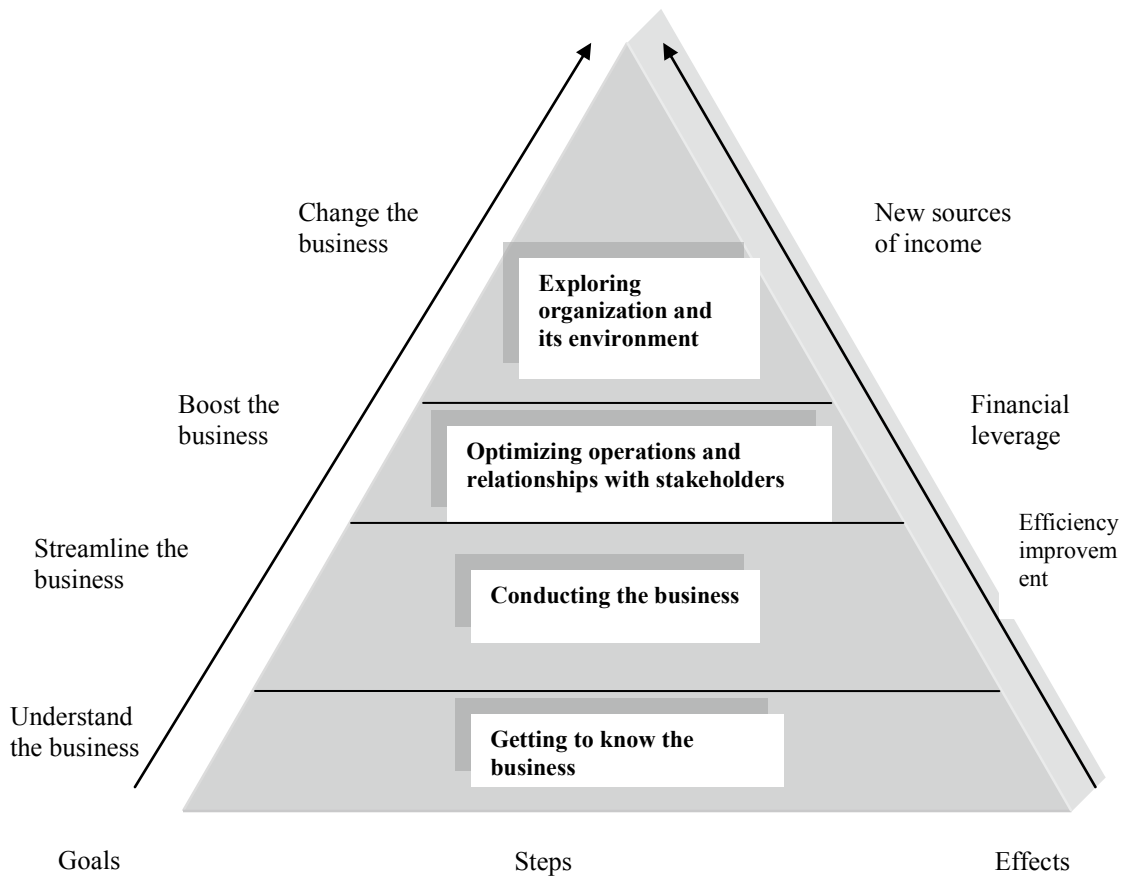 Change the
business
New sources
of income
Exploring
organization and
its environment
Boost the
business
Financial
leverage
Optimizing operations and
relationships with stakeholders
Efficiency
improvem
ent
Streamline the
business
Conducting the business
Understand
the business
Getting to know the
business
Goals
Steps
Effects